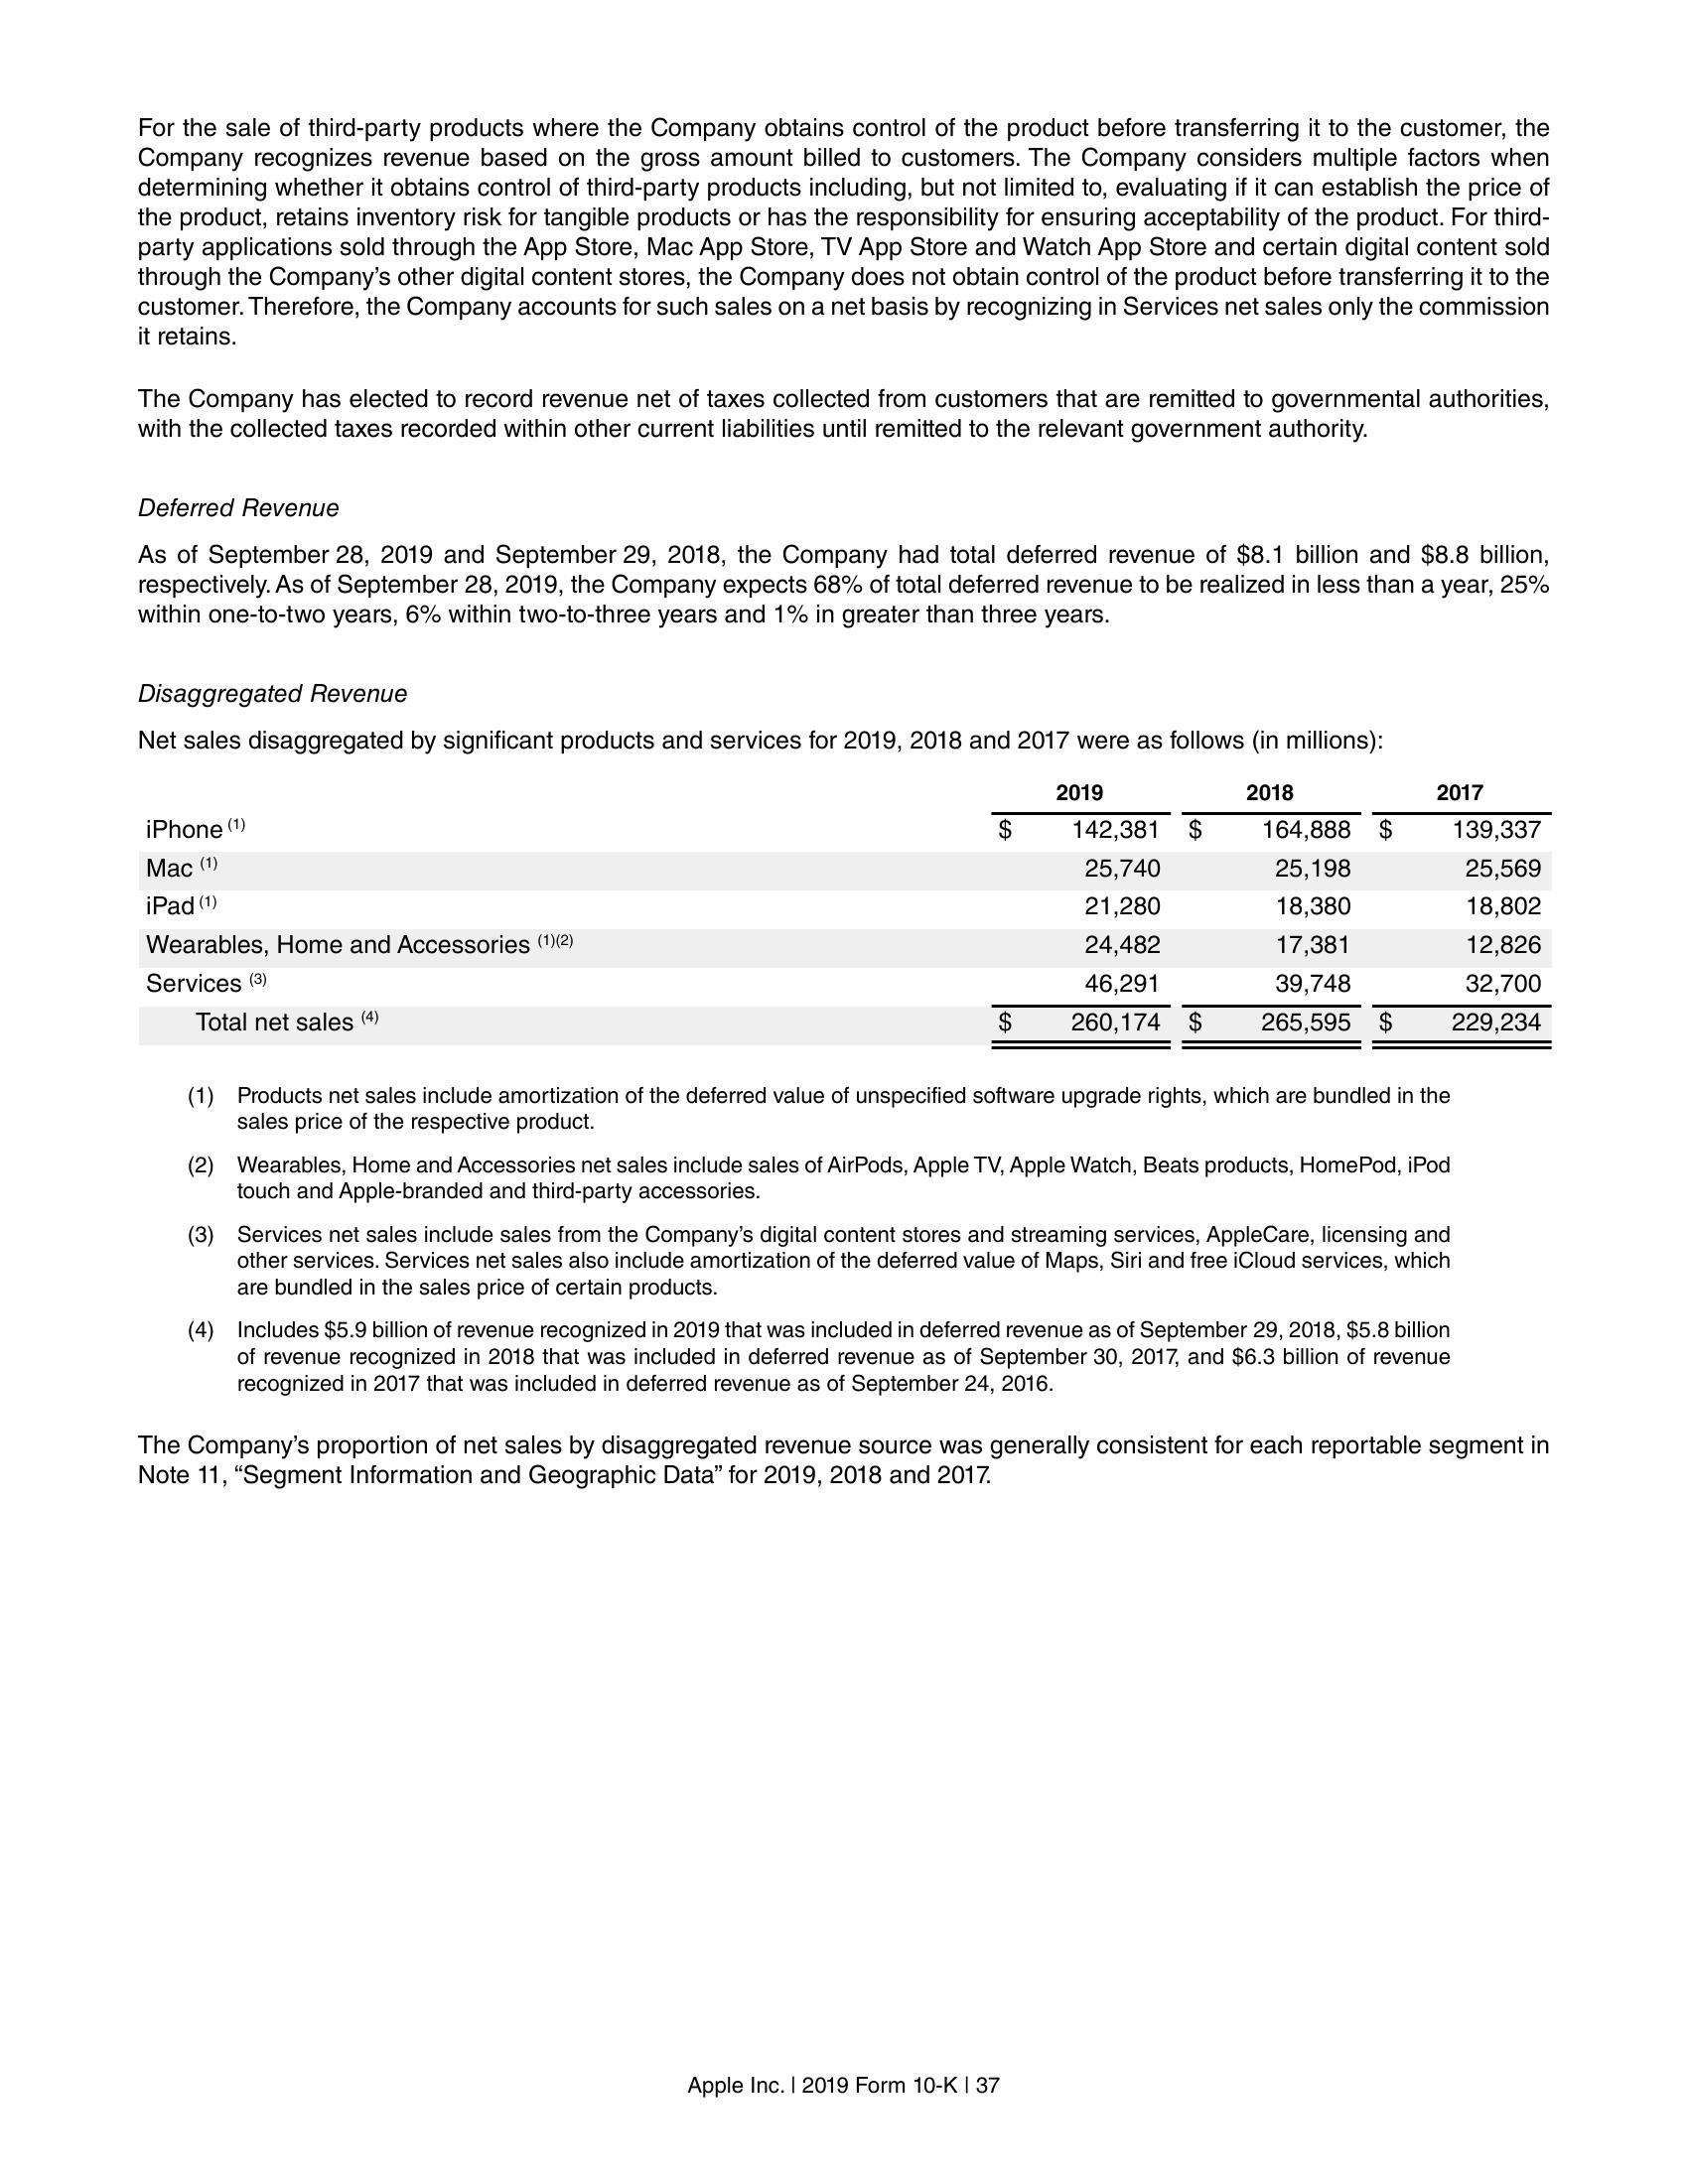 For the sale of third-party products where the Company obtains control of the product before transferring it to the customer, the
Company recognizes revenue based on the gross amount billed to customers. The Company considers multiple factors when
determining whether it obtains control of third-party products including, but not limited to, evaluating if it can establish the price of
the product, retains inventory risk for tangible products or has the responsibility for ensuring acceptability of the product. For third-
party applications sold through the App Store, Mac App Store, TV App Store and Watch App Store and certain digital content sold
through the Company’s other digital content stores, the Company does not obtain control of the product before transferring it to the
customer. Therefore, the Company accounts for such sales on a net basis by recognizing in Services net sales only the commission
it retains.
The Company has elected to record revenue net of taxes collected from customers that are remitted to governmental authorities,
with the collected taxes recorded within other current liabilities until remitted to the relevant government authority.
Deferred Revenue
As of September 28, 2019 and September 29, 2018, the Company had total deferred revenue of $8.1 billion and $8.8 billion,
respectively. As of September 28, 2019, the Company expects 68% of total deferred revenue to be realized in less than a year, 25%
within one-to-two years, 6% within two-to-three years and 1% in greater than three years.
Disaggregated Revenue
Net sales disaggregated by significant products and services for 2019, 2018 and 2017 were as follows (in millions):
2019 2018 2017
iPhone (1) $ 142,381 $ 164,888 $ 139,337
Mac (1) 25,740 25,198 25,569
iPad (1) 21,280 18,380 18,802
Wearables, Home and Accessories (1)(2) 24,482 17,381 12,826
Services (3) 46,291 39,748 32,700
Total net sales (4) $ 260,174 $ 265,595 $ 229,234
(1) Products net sales include amortization of the deferred value of unspecified software upgrade rights, which are bundled in the
sales price of the respective product.
(2) Wearables, Home and Accessories net sales include sales of AirPods, Apple TV, Apple Watch, Beats products, HomePod, iPod
touch and Apple-branded and third-party accessories.
(3) Services net sales include sales from the Company’s digital content stores and streaming services, AppleCare, licensing and
other services. Services net sales also include amortization of the deferred value of Maps, Siri and free iCloud services, which
are bundled in the sales price of certain products.
(4) Includes $5.9 billion of revenue recognized in 2019 that was included in deferred revenue as of September 29, 2018, $5.8 billion
of revenue recognized in 2018 that was included in deferred revenue as of September 30, 2017, and $6.3 billion of revenue
recognized in 2017 that was included in deferred revenue as of September 24, 2016.
The Company’s proportion of net sales by disaggregated revenue source was generally consistent for each reportable segment in
Note 11, “Segment Information and Geographic Data” for 2019, 2018 and 2017.
Apple Inc. | 2019 Form 10-K | 37